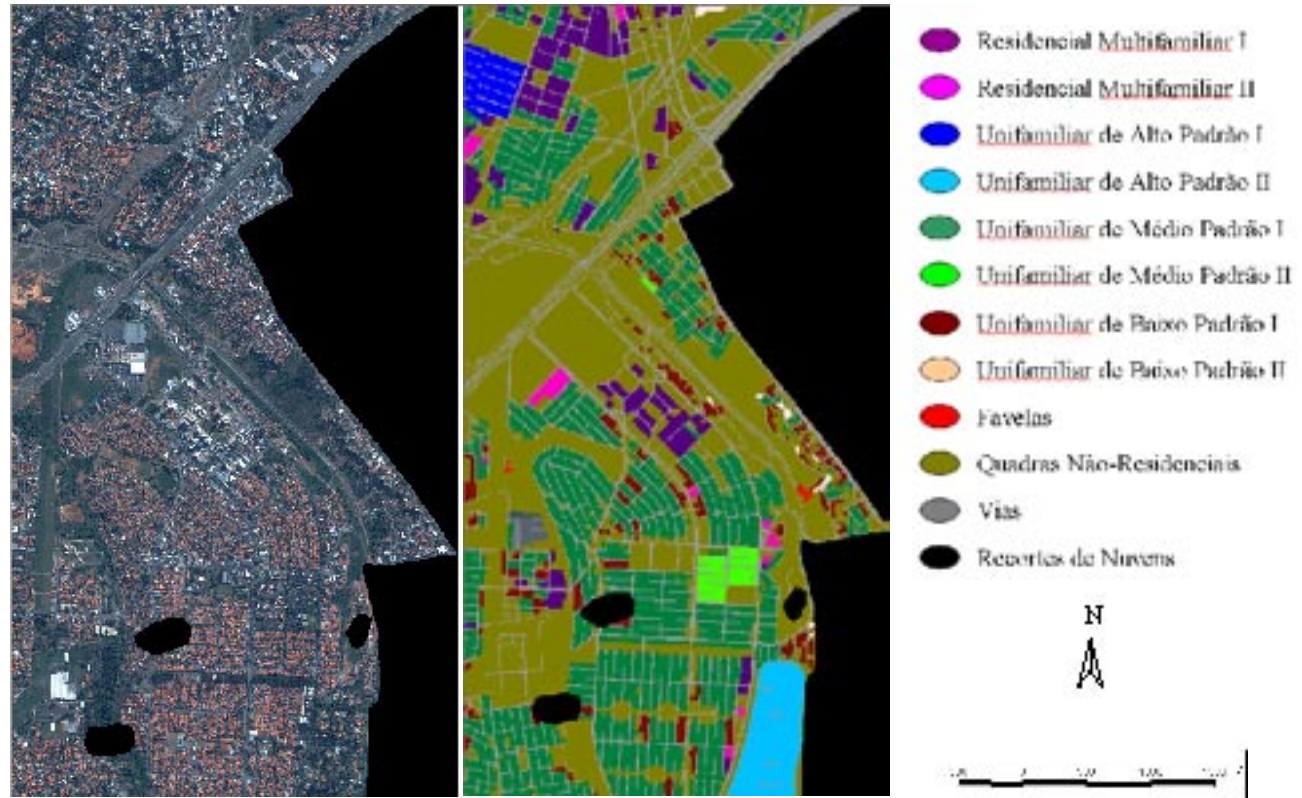 Residencial Multifamiliar I
Residencial Multifamiliar II
Unifamiliar de Alto Padrão I
Unifamiliar de Alto Padrão II
Unifamiliar de Médio Padrão I
Unifamiliar de Médio Padrão II
Unifamiliar de Baixo Padrão I
Unifamiliar de Baixo Padrão II
Favelas
Quadras Não-Residenciais
Vias
Recortes de Nuvens
N